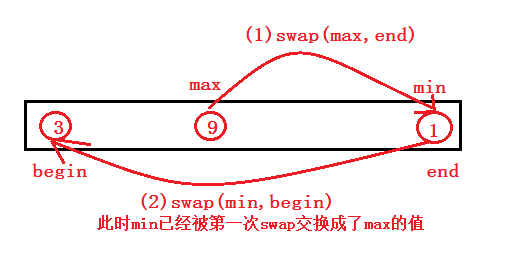 (1)swap(max,end)
max
min
3
9
1
begin
end
(2)swap(min,begin)
此时min已经被第一次swap交换成了max的值